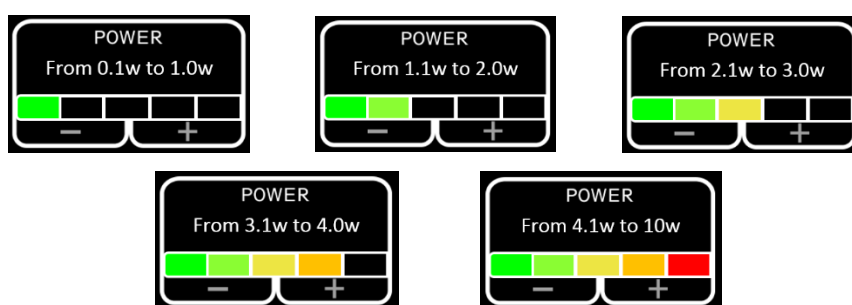 POWER
From 0.1w to 1.0w
− +
POWER
From 1.1w to 2.0w
− +
POWER
From 2.1w to 3.0w
− +
POWER
From 3.1w to 4.0w
− +
POWER
From 4.1w to 10w
− +